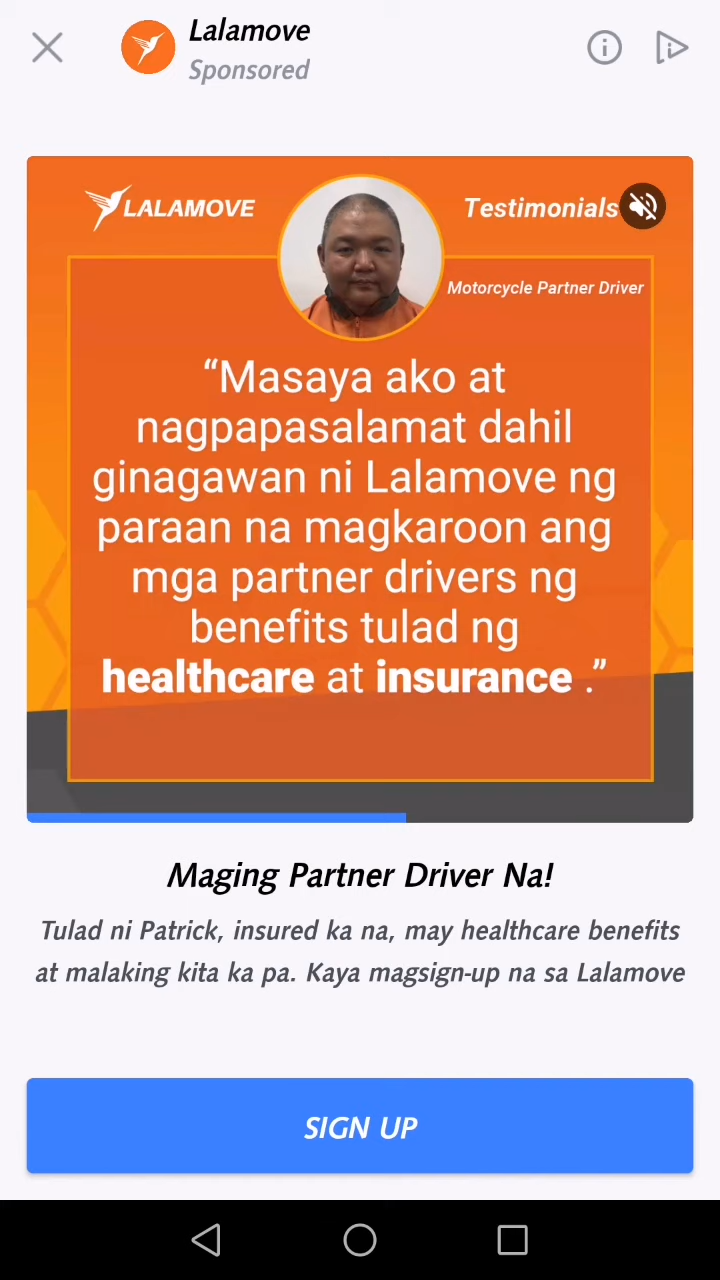 Lalamove
Sponsored
LALAMOVE
Testimonials
Motorcycle Partner Driver
“Masaya ako at
nagpapasalamat dahil
ginagawan ni Lalamove ng
paraan na magkaroon ang
mga partner drivers ng
benefits tulad ng
healthcare at insurance .”
Maging Partner Driver Na!
Tulad ni Patrick, insured ka na, may healthcare benefits
at malaking kita ka pa. Kaya magsign-up na sa Lalamove
SIGN UP